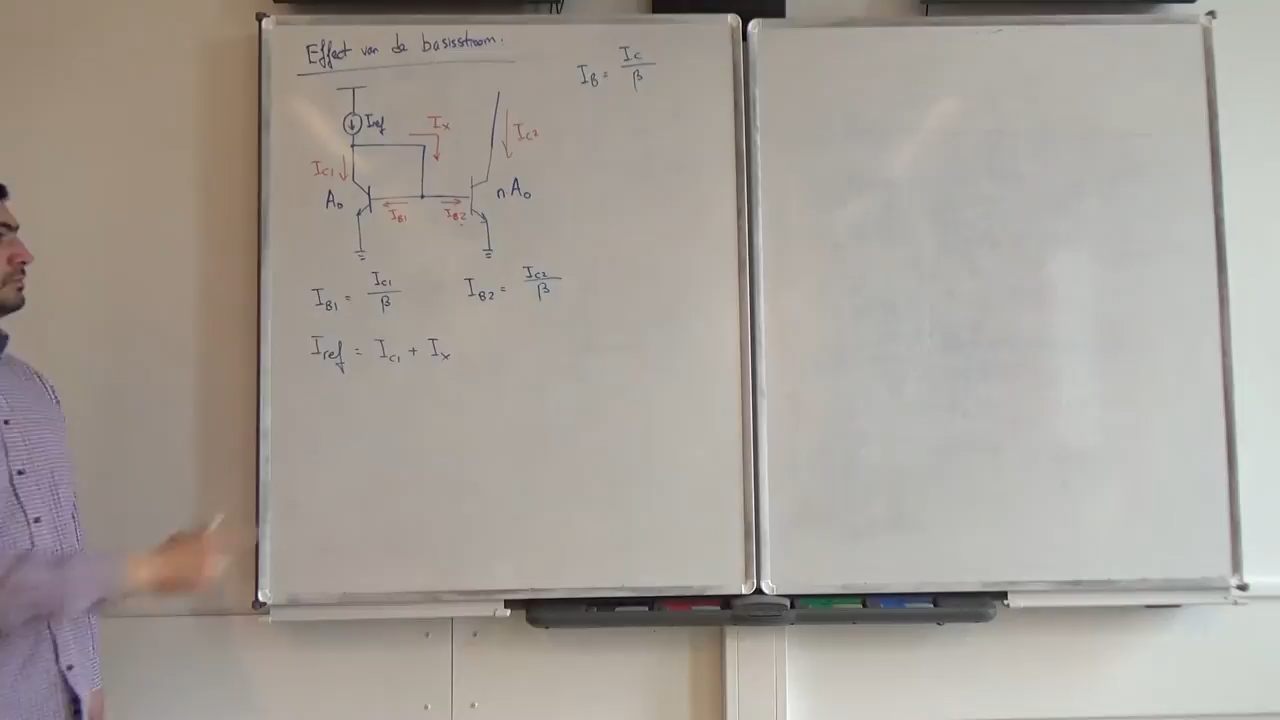 Effect van de basisstroom.
I_B = I_C / β
I_ref
I_X
I_C2
I_C1
A_0
I_B1
I_B2
n A_0
I_B1 = I_C1 / β
I_B2 = I_C2 / β
I_ref = I_C1 + I_X